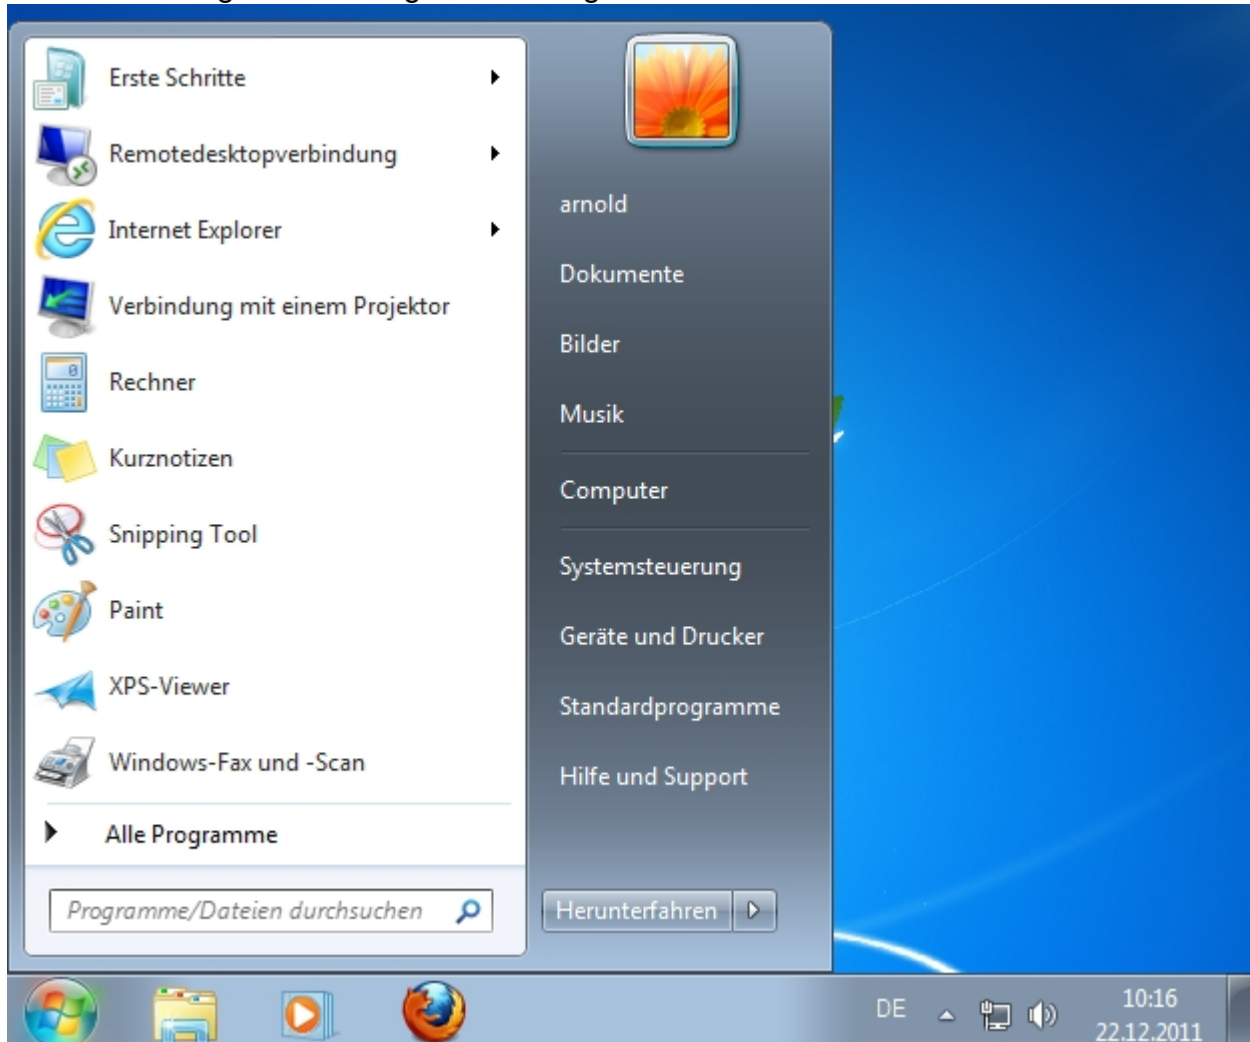 Erste Schritte
Remotedesktopverbindung
Internet Explorer
Verbindung mit einem Projektor
Rechner
0
Kurznotizen
Snipping Tool
Paint
XPS-Viewer
Windows-Fax und -Scan
Alle Programme
Programme/Dateien durchsuchen
arnold
Dokumente
Bilder
Musik
Computer
Systemsteuerung
Geräte und Drucker
Standardprogramme
Hilfe und Support
Herunterfahren
DE
10:16
22.12.2011